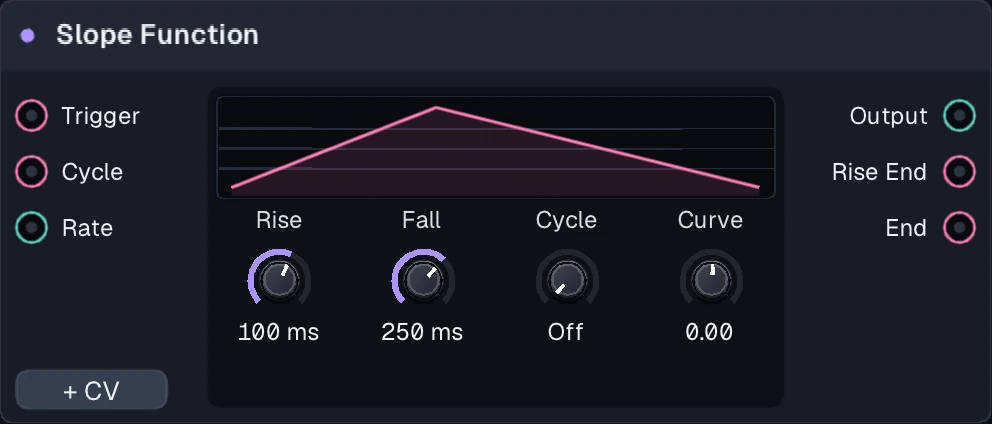 Slope Function
Trigger
Cycle
Rate
Output
Rise End
End
Rise
Fall
Cycle
Curve
100 ms
250 ms
Off
0.00
+ CV